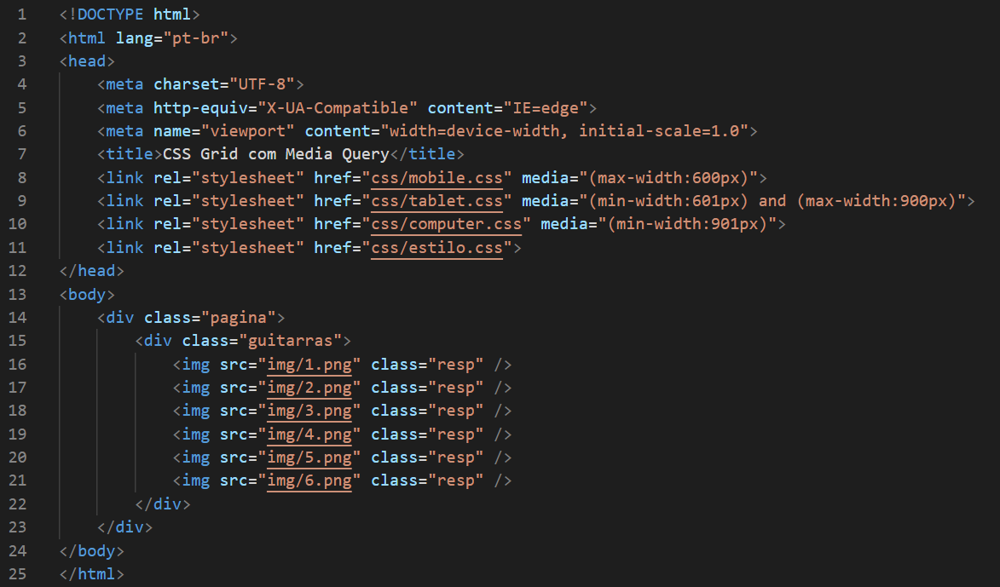 1 <!DOCTYPE html>
2 <html lang="pt-br">
3 <head>
4     <meta charset="UTF-8">
5     <meta http-equiv="X-UA-Compatible" content="IE=edge">
6     <meta name="viewport" content="width=device-width, initial-scale=1.0">
7     <title>CSS Grid com Media Query</title>
8     <link rel="stylesheet" href="css/mobile.css" media="(max-width:600px)">
9     <link rel="stylesheet" href="css/tablet.css" media="(min-width:601px) and (max-width:900px)">
10     <link rel="stylesheet" href="css/computer.css" media="(min-width:901px)">
11     <link rel="stylesheet" href="css/estilo.css">
12 </head>
13 <body>
14     <div class="pagina">
15         <div class="guitarras">
16             <img src="img/1.png" class="resp" />
17             <img src="img/2.png" class="resp" />
18             <img src="img/3.png" class="resp" />
19             <img src="img/4.png" class="resp" />
20             <img src="img/5.png" class="resp" />
21             <img src="img/6.png" class="resp" />
22         </div>
23     </div>
24 </body>
25 </html>